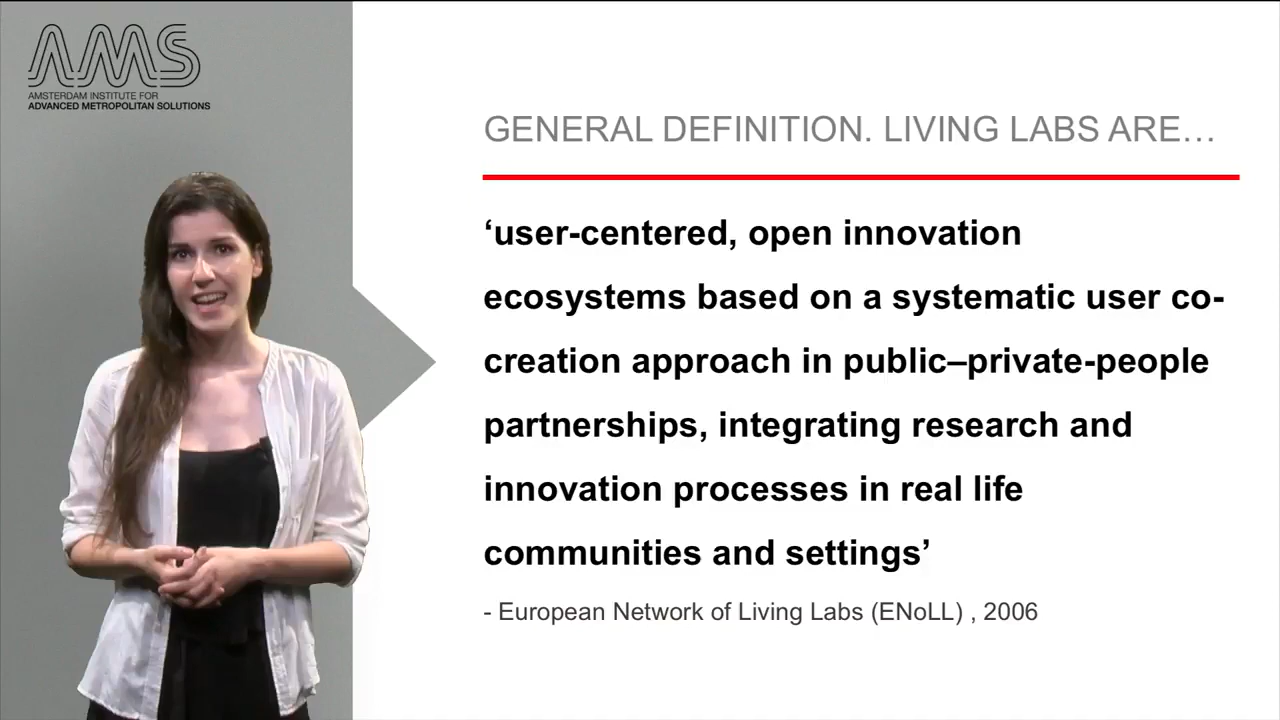 AMS
AMSTERDAM INSTITUTE FOR
ADVANCED METROPOLITAN SOLUTIONS
GENERAL DEFINITION. LIVING LABS ARE…
‘user-centered, open innovation
ecosystems based on a systematic user co-
creation approach in public–private-people
partnerships, integrating research and
innovation processes in real life
communities and settings’
- European Network of Living Labs (ENoLL) , 2006